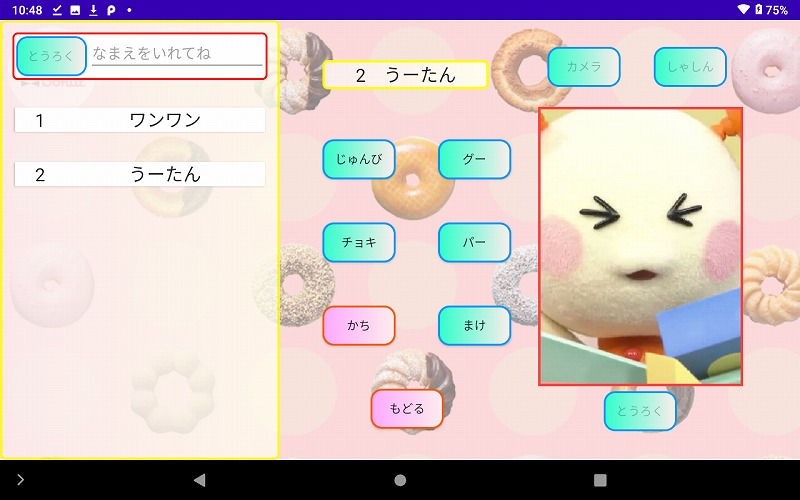 10:48
75%
とうろく
なまえをいれてね
1 ワンワン
2 うーたん
2 うーたん
じゅんび
グー
チョキ
パー
かち
まけ
もどる
カメラ
しゃしん
とうろく